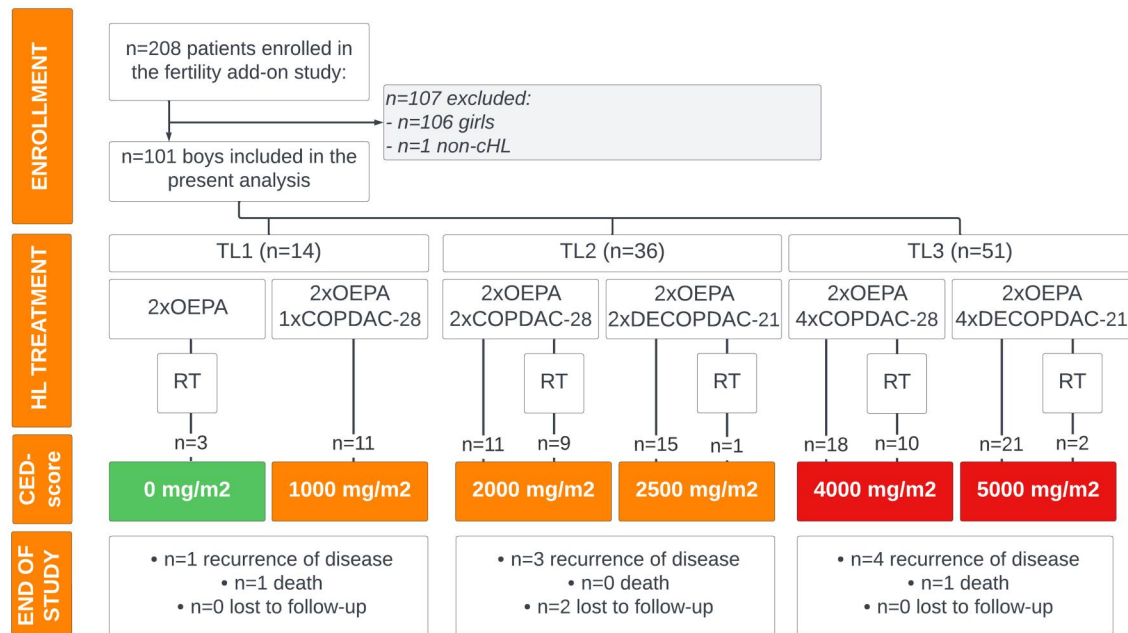 ENROLLMENT
n=208 patients enrolled in
the fertility add-on study:
n=107 excluded:
- n=106 girls
- n=1 non-cHL
n=101 boys included in the
present analysis
HL TREATMENT
TL1 (n=14)
TL2 (n=36)
TL3 (n=51)
2xOEPA
2xOEPA
1xCOPDAC-28
2xOEPA
2xCOPDAC-28
2xOEPA
2xDECOPDAC-21
2xOEPA
4xCOPDAC-28
2xOEPA
4xDECOPDAC-21
RT
RT
RT
RT
RT
n=3
n=11
n=11
n=9
n=15
n=1
n=18
n=10
n=21
n=2
CED-
score
0 mg/m2
1000 mg/m2
2000 mg/m2
2500 mg/m2
4000 mg/m2
5000 mg/m2
END OF
STUDY
• n=1 recurrence of disease
• n=1 death
• n=0 lost to follow-up
• n=3 recurrence of disease
• n=0 death
• n=2 lost to follow-up
• n=4 recurrence of disease
• n=1 death
• n=0 lost to follow-up